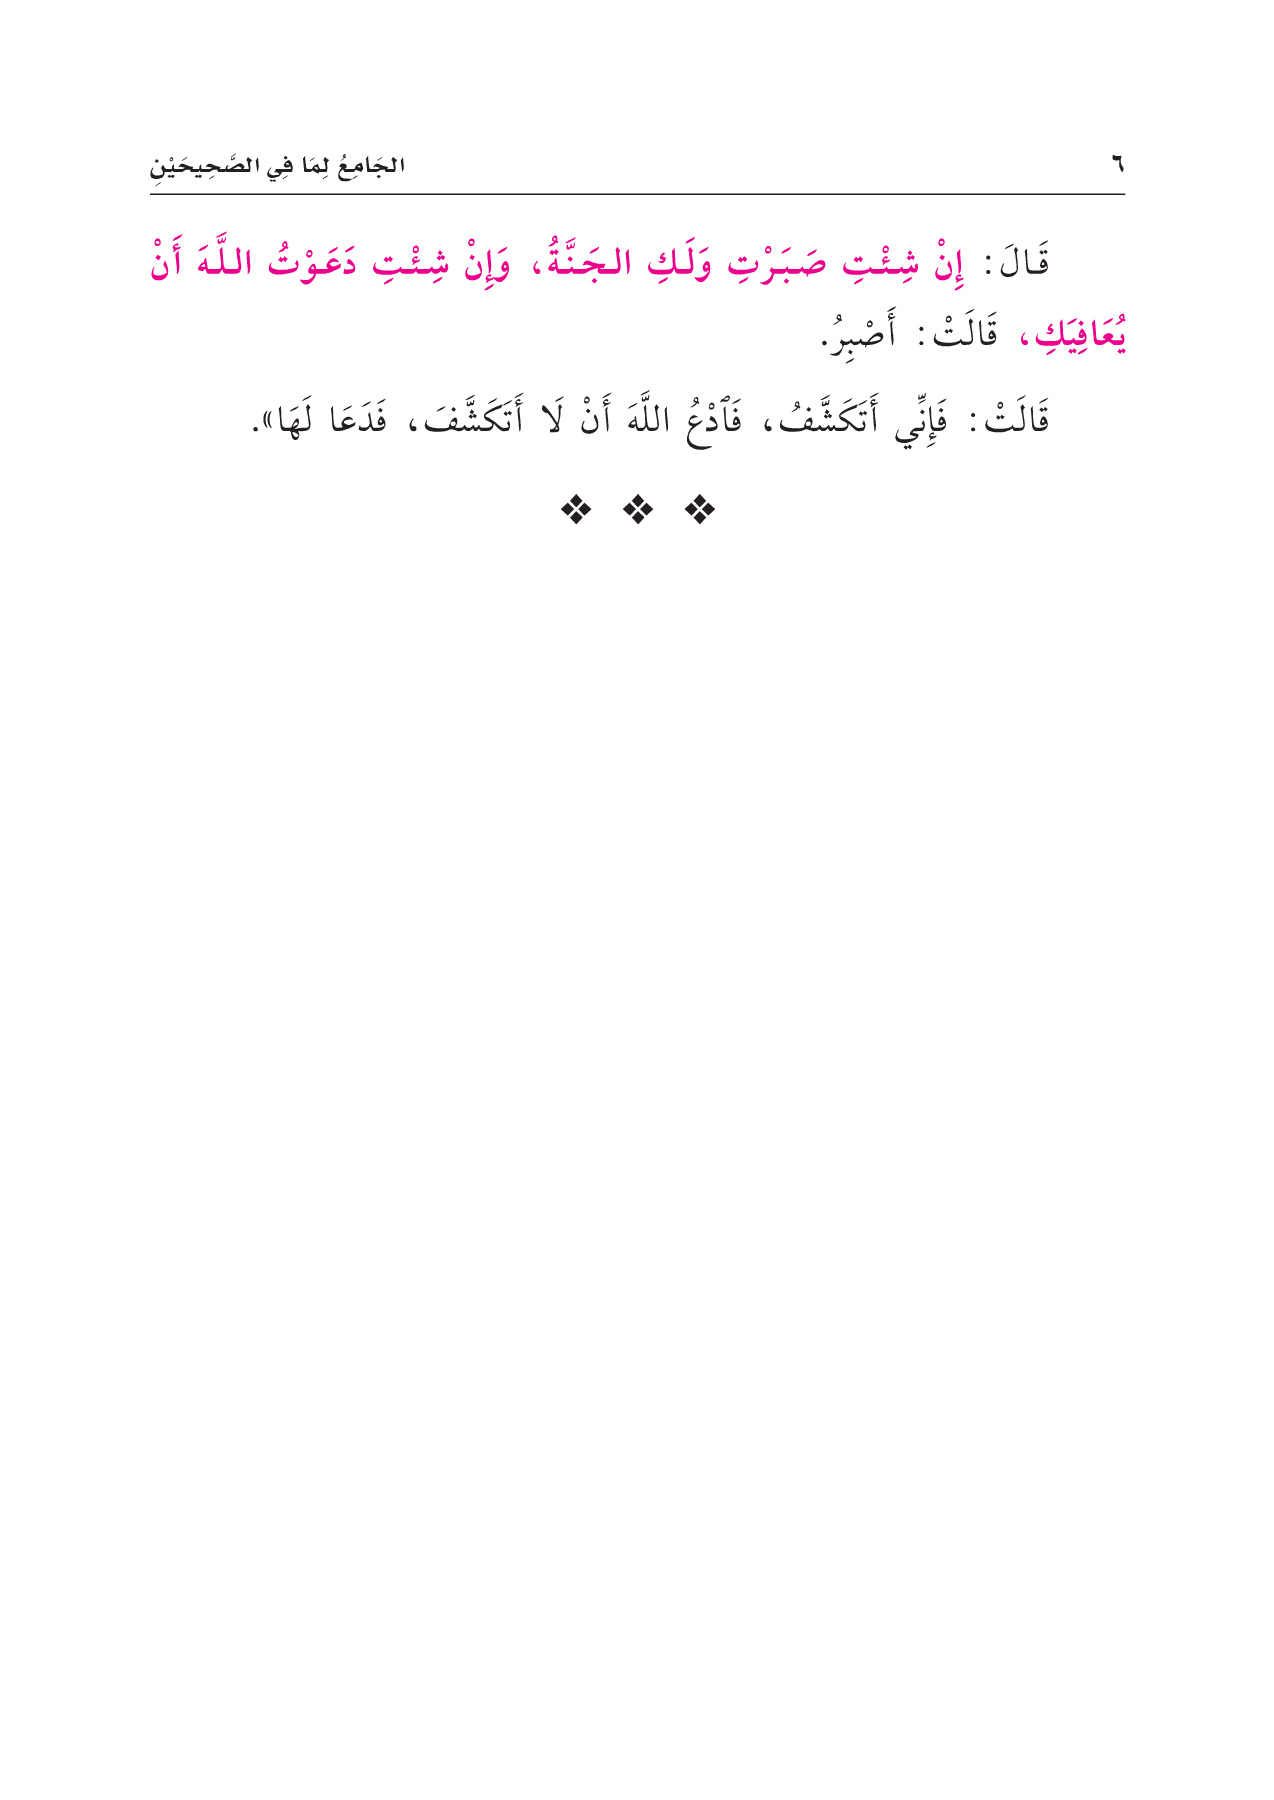 ٦ الجَامِعُ لِمَا فِي الصَّحِيحَيْنِ
قَالَ: إِنْ شِئْتِ صَبَرْتِ وَلَكِ الجَنَّةُ، وَإِنْ شِئْتِ دَعَوْتُ اللَّهَ أَنْ
يُعَافِيَكِ، قَالَتْ: أَصْبِرُ.
قَالَتْ: فَإِنِّي أَتَكَشَّفُ، فَٱدْعُ اللَّهَ أَنْ لَا أَتَكَشَّفَ، فَدَعَا لَهَا».